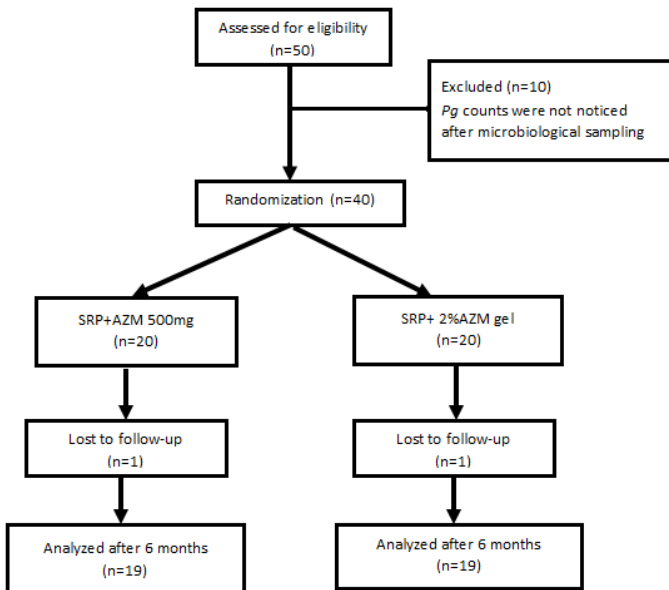 Assessed for eligibility
(n=50)
Excluded (n=10)
Pg counts were not noticed
after microbiological sampling
Randomization (n=40)
SRP+AZM 500mg
(n=20)
SRP+ 2%AZM gel
(n=20)
Lost to follow-up
(n=1)
Lost to follow-up
(n=1)
Analyzed after 6 months
(n=19)
Analyzed after 6 months
(n=19)